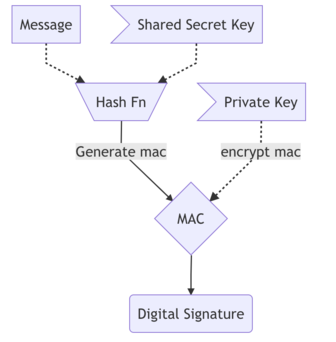 Message
Shared Secret Key
Hash Fn
Private Key
Generate mac
encrypt mac
MAC
Digital Signature